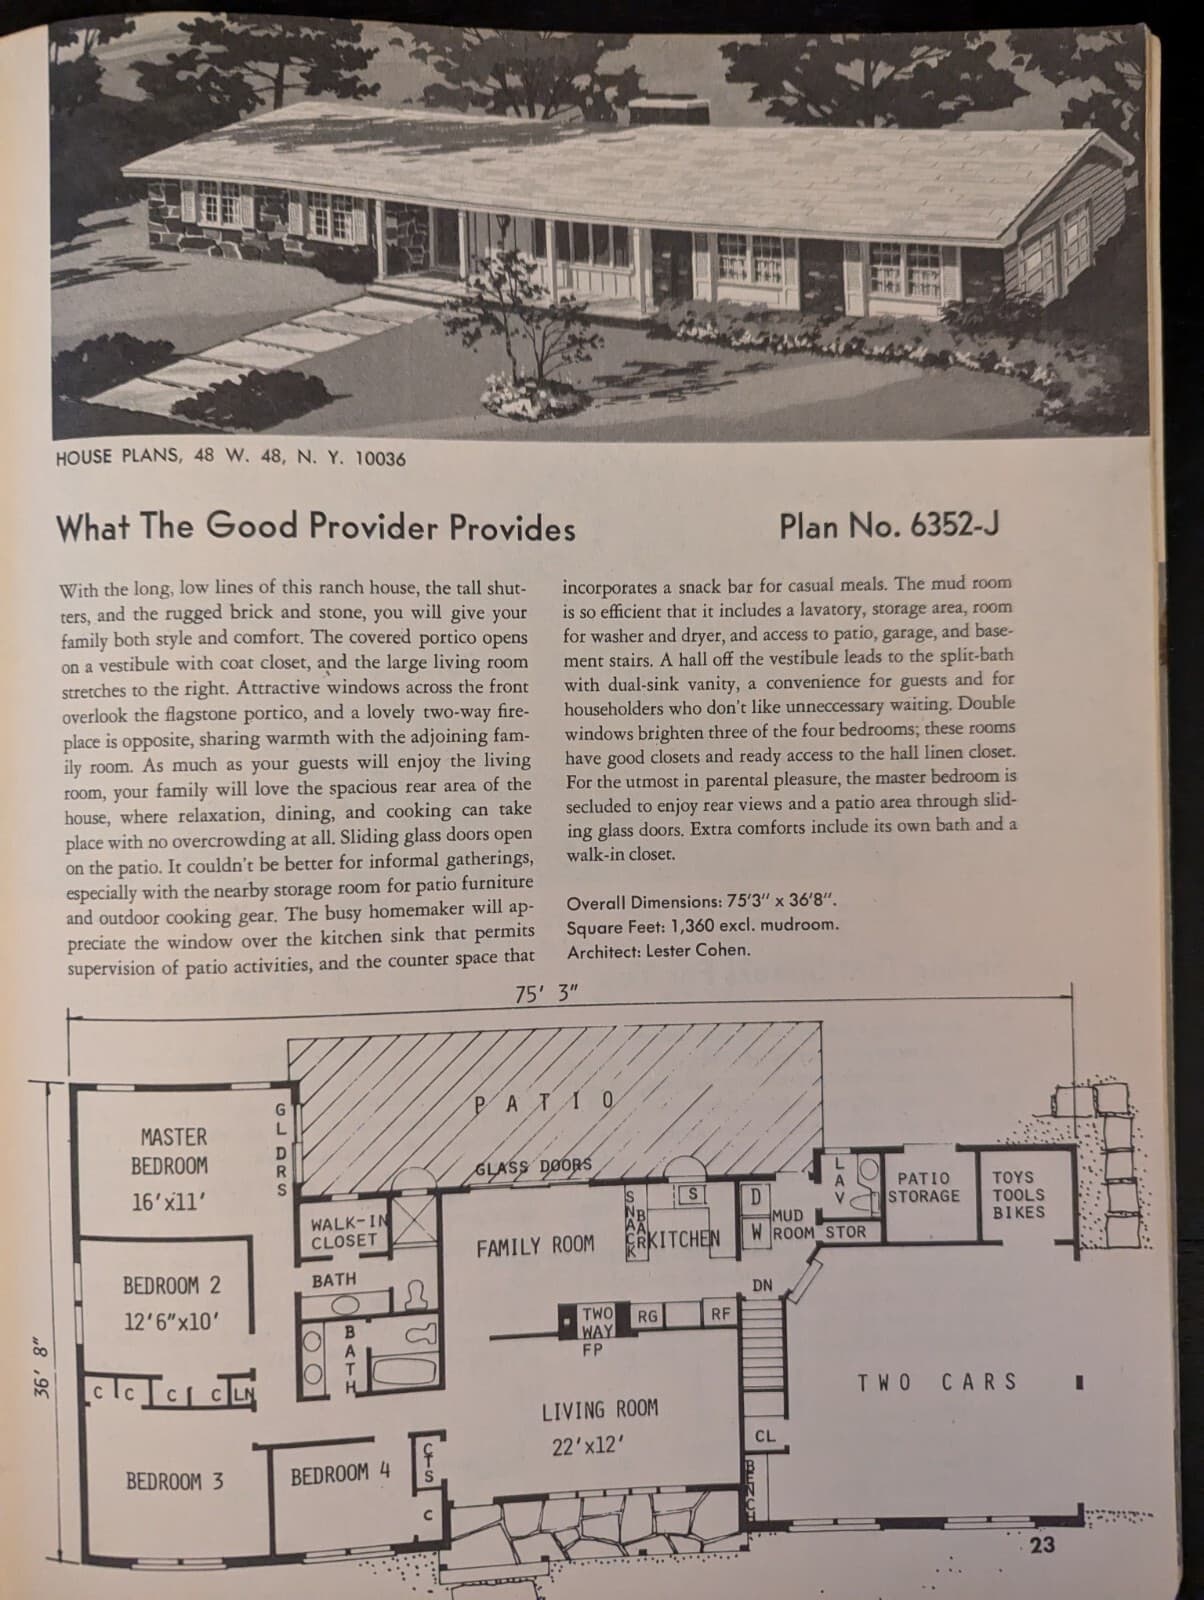 HOUSE PLANS, 48 W. 48, N. Y. 10036
What The Good Provider Provides
Plan No. 6352-J
With the long, low lines of this ranch house, the tall shut-
ters, and the rugged brick and stone, you will give your
family both style and comfort. The covered portico opens
on a vestibule with coat closet, and the large living room
stretches to the right. Attractive windows across the front
overlook the flagstone portico, and a lovely two-way fire-
place is opposite, sharing warmth with the adjoining fam-
ily room. As much as your guests will enjoy the living
room, your family will love the spacious rear area of the
house, where relaxation, dining, and cooking can take
place with no overcrowding at all. Sliding glass doors open
on the patio. It couldn't be better for informal gatherings,
especially with the nearby storage room for patio furniture
and outdoor cooking gear. The busy homemaker will ap-
preciate the window over the kitchen sink that permits
supervision of patio activities, and the counter space that
incorporates a snack bar for casual meals. The mud room
is so efficient that it includes a lavatory, storage area, room
for washer and dryer, and access to patio, garage, and base-
ment stairs. A hall off the vestibule leads to the split-bath
with dual-sink vanity, a convenience for guests and for
householders who don't like unneccessary waiting. Double
windows brighten three of the four bedrooms; these rooms
have good closets and ready access to the hall linen closet.
For the utmost in parental pleasure, the master bedroom is
secluded to enjoy rear views and a patio area through slid-
ing glass doors. Extra comforts include its own bath and a
walk-in closet.
Overall Dimensions: 75'3" x 36'8".
Square Feet: 1,360 excl. mudroom.
Architect: Lester Cohen.
75' 3"
36' 8"
PATIO
MASTER
BEDROOM
16'x11'
GL DRS
GLASS DOORS
WALK-IN
CLOSET
FAMILY ROOM
SNACK
BAR
S
KITCHEN
D
W
MUD
ROOM
LAV
STOR
PATIO
STORAGE
TOYS
TOOLS
BIKES
BEDROOM 2
12'6"x10'
BATH
BATH
TWO
WAY
FP
RG
RF
DN
C
C
C
C
LN
LIVING ROOM
22'x12'
TWO CARS
CL
BENCH
BEDROOM 3
BEDROOM 4
CTS
C
23